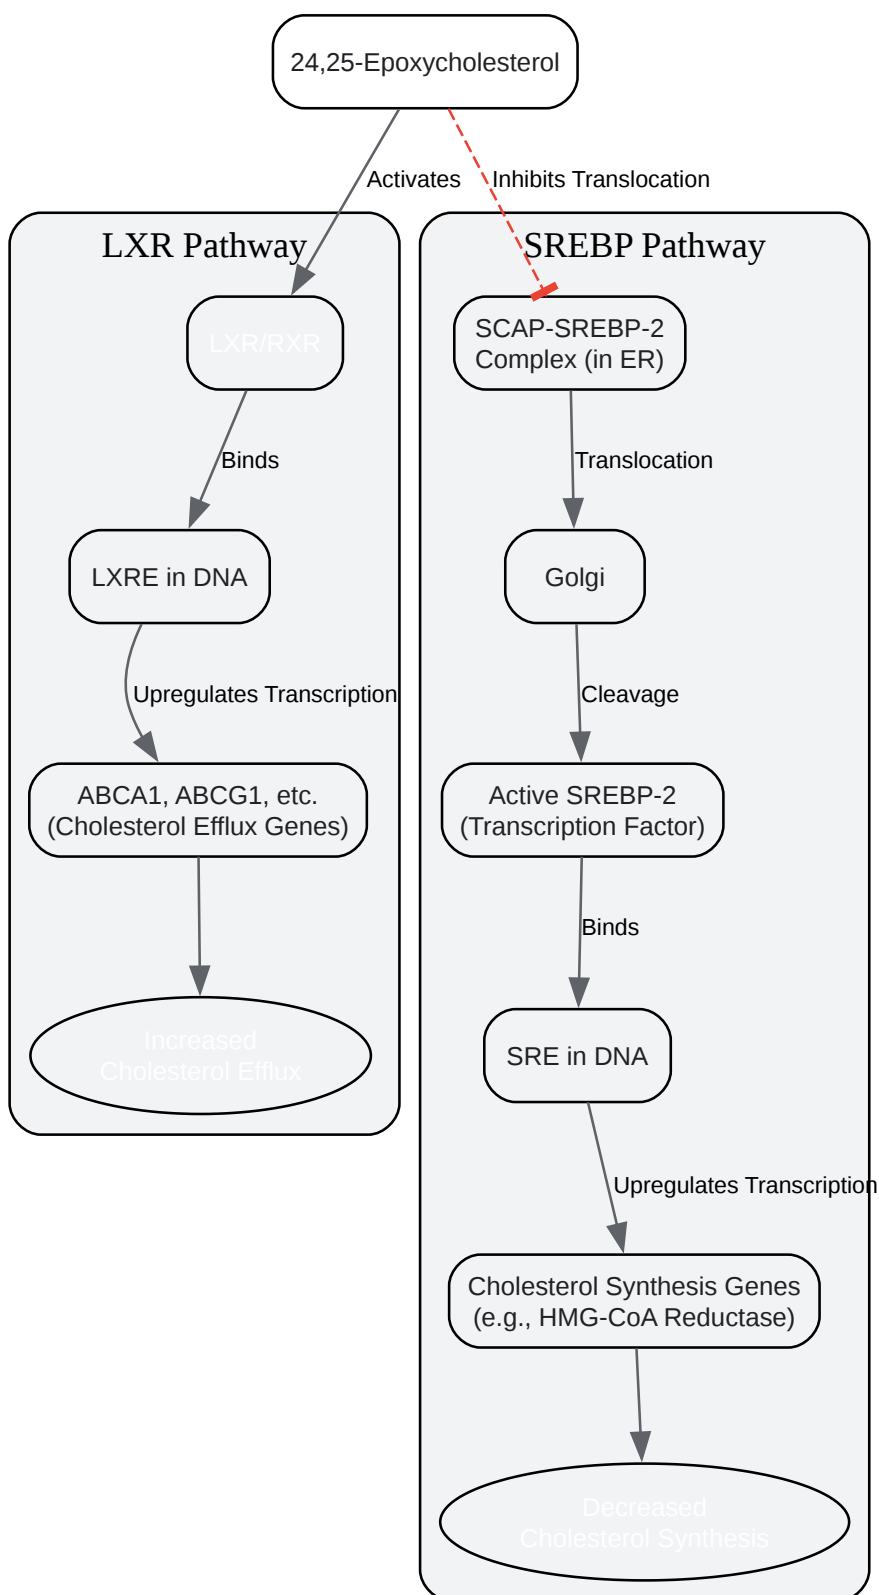 24,25-Epoxycholesterol
Activates
Inhibits Translocation
LXR Pathway
LXR/RXR
Binds
LXRE in DNA
Upregulates Transcription
ABCA1, ABCG1, etc.
(Cholesterol Efflux Genes)
Increased
Cholesterol Efflux
SREBP Pathway
SCAP-SREBP-2
Complex (in ER)
Translocation
Golgi
Cleavage
Active SREBP-2
(Transcription Factor)
Binds
SRE in DNA
Upregulates Transcription
Cholesterol Synthesis Genes
(e.g., HMG-CoA Reductase)
Decreased
Cholesterol Synthesis